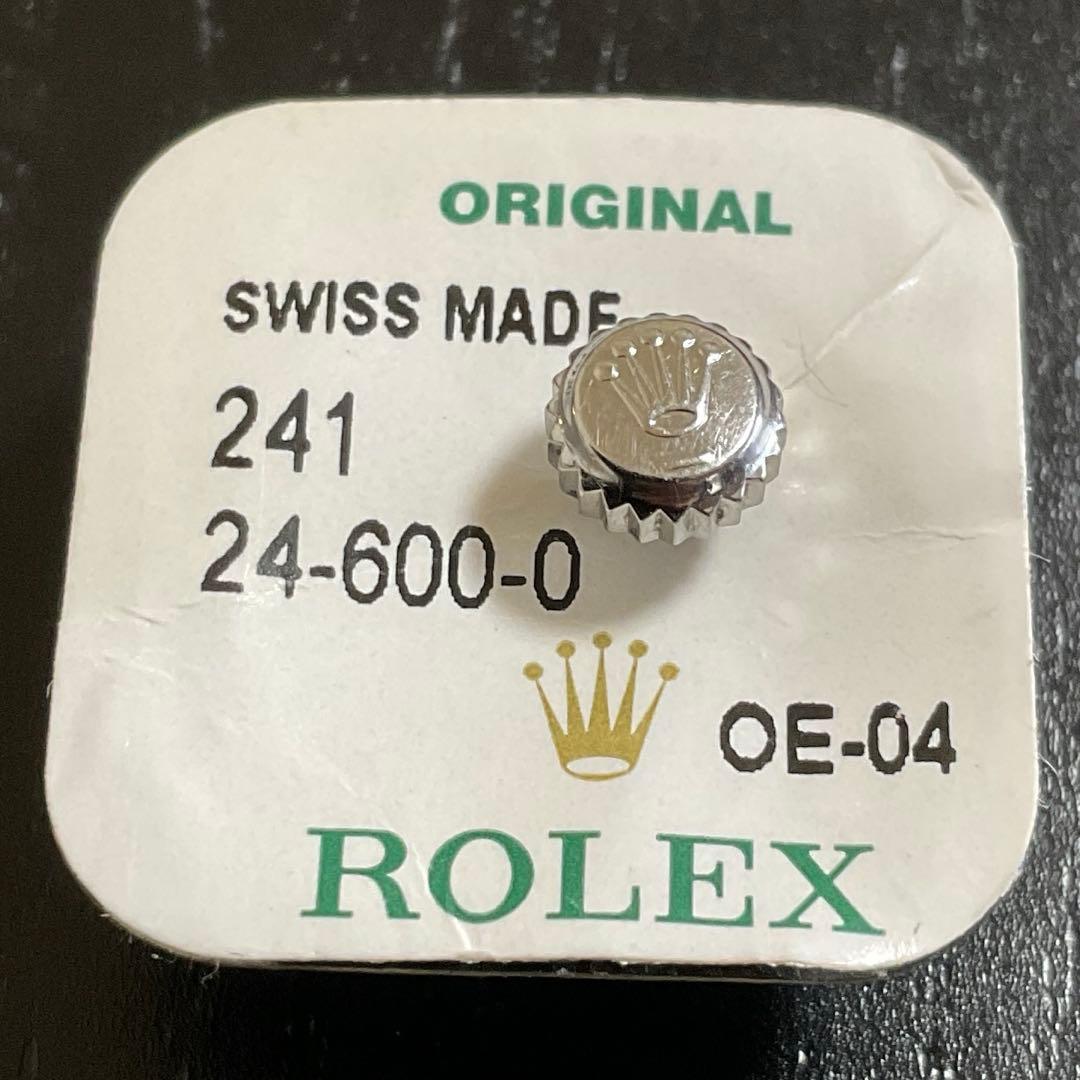 ORIGINAL
SWISS MADE
241
24-600-0
OE-04
ROLEX